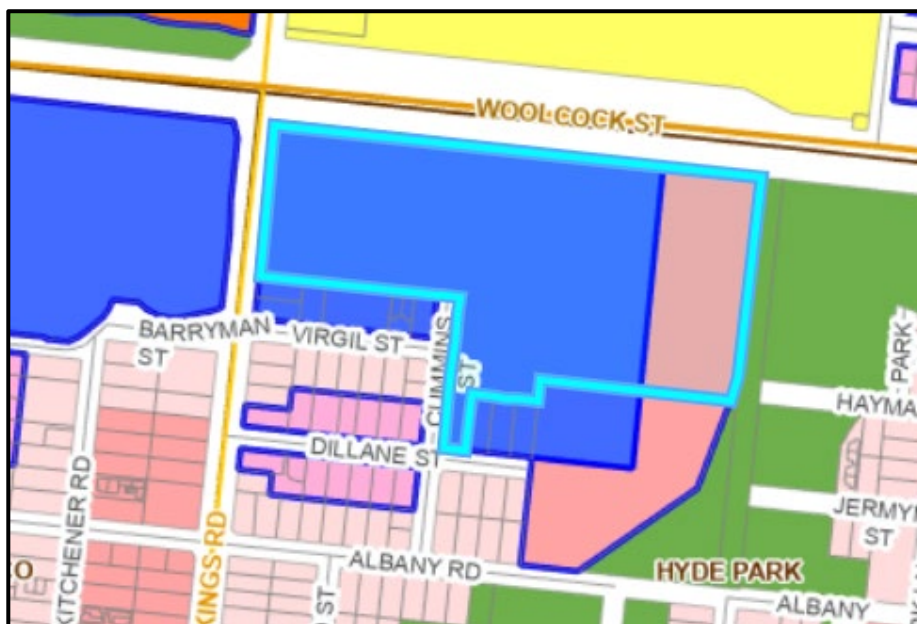 WOOLCOCK ST
BARRYMAN
ST
VIRGIL ST
CUMMINS
ST
PARK
HAYMA
DILLANE ST
JERMY
ST
KITCHENER RD
KINGS RD
ALBANY RD
HYDE PARK
CO
ST
ALBANY